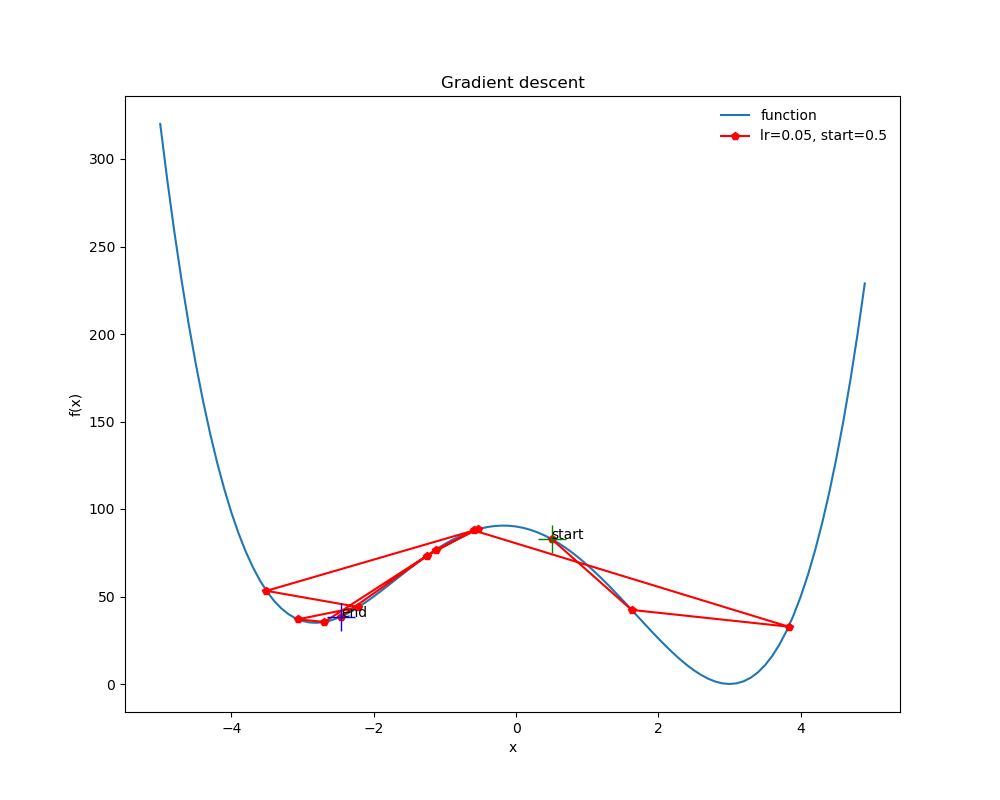 Gradient descent
function
lr=0.05, start=0.5
300
250
200
150
100
50
0
f(x)
start
end
−4
−2
0
2
4
x